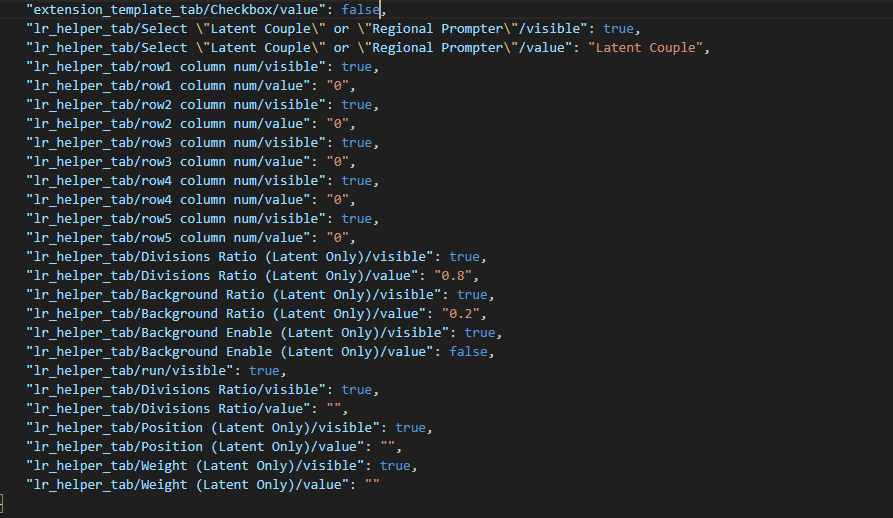 "extension_template_tab/Checkbox/value": false,
"lr_helper_tab/Select \"Latent Couple\" or \"Regional Prompter\"/visible": true,
"lr_helper_tab/Select \"Latent Couple\" or \"Regional Prompter\"/value": "Latent Couple",
"lr_helper_tab/row1 column num/visible": true,
"lr_helper_tab/row1 column num/value": "0",
"lr_helper_tab/row2 column num/visible": true,
"lr_helper_tab/row2 column num/value": "0",
"lr_helper_tab/row3 column num/visible": true,
"lr_helper_tab/row3 column num/value": "0",
"lr_helper_tab/row4 column num/visible": true,
"lr_helper_tab/row4 column num/value": "0",
"lr_helper_tab/row5 column num/visible": true,
"lr_helper_tab/row5 column num/value": "0",
"lr_helper_tab/Divisions Ratio (Latent Only)/visible": true,
"lr_helper_tab/Divisions Ratio (Latent Only)/value": "0.8",
"lr_helper_tab/Background Ratio (Latent Only)/visible": true,
"lr_helper_tab/Background Ratio (Latent Only)/value": "0.2",
"lr_helper_tab/Background Enable (Latent Only)/visible": true,
"lr_helper_tab/Background Enable (Latent Only)/value": false,
"lr_helper_tab/run/visible": true,
"lr_helper_tab/Divisions Ratio/visible": true,
"lr_helper_tab/Divisions Ratio/value": "",
"lr_helper_tab/Position (Latent Only)/visible": true,
"lr_helper_tab/Position (Latent Only)/value": "",
"lr_helper_tab/Weight (Latent Only)/visible": true,
"lr_helper_tab/Weight (Latent Only)/value": ""
}